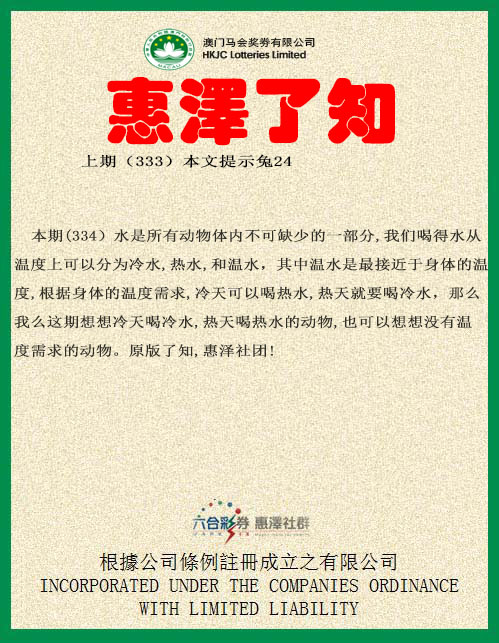 澳门马会奖券有限公司
HKJC Lotteries Limited
MACAU
惠澤了知
上期（333）本文提示兔24
本期(334）水是所有动物体内不可缺少的一部分,我们喝得水从
温度上可以分为冷水,热水,和温水，其中温水是最接近于身体的温
度,根据身体的温度需求,冷天可以喝热水,热天就要喝冷水，那么
我么这期想想冷天喝冷水,热天喝热水的动物,也可以想想没有温
度需求的动物。原版了知,惠泽社团!
六合彩券 惠澤社群
MARK SIX
根據公司條例註冊成立之有限公司
INCORPORATED UNDER THE COMPANIES ORDINANCE
WITH LIMITED LIABILITY